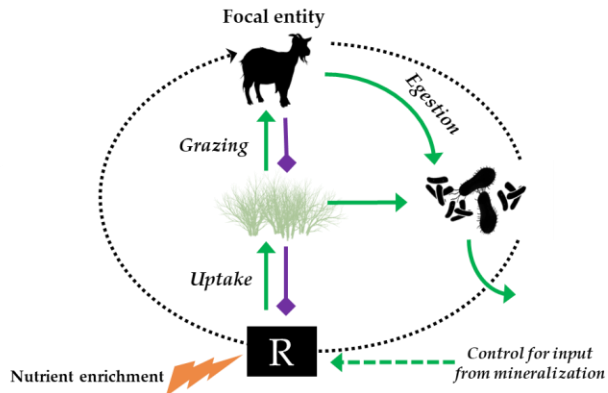 Focal entity
Egestion
Grazing
Uptake
R
Nutrient enrichment
Control for input
from mineralization